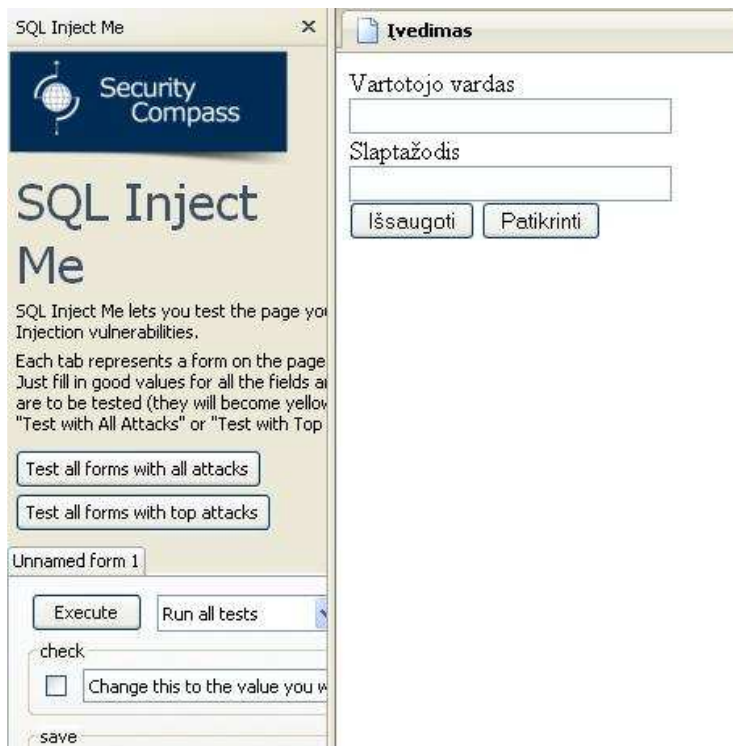 SQL Inject Me
Security
Compass
SQL Inject
Me
SQL Inject Me lets you test the page you
Injection vulnerabilities.
Each tab represents a form on the page
Just fill in good values for all the fields
are to be tested (they will become yellow
"Test with All Attacks" or "Test with Top
Test all forms with all attacks
Test all forms with top attacks
Unnamed form 1
Execute
Run all tests
check
Change this to the value you
save
Įvedimas
Vartotojo vardas
Slaptažodis
Išsaugoti
Patikrinti